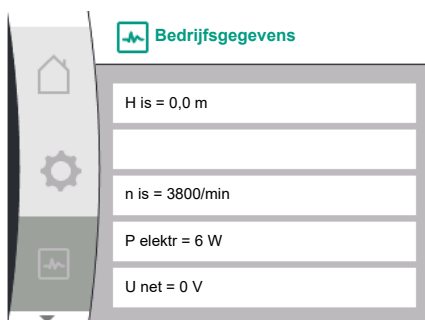 Bedrijfsgegevens
H is = 0,0 m
n is = 3800/min
P elektr = 6 W
U net = 0 V